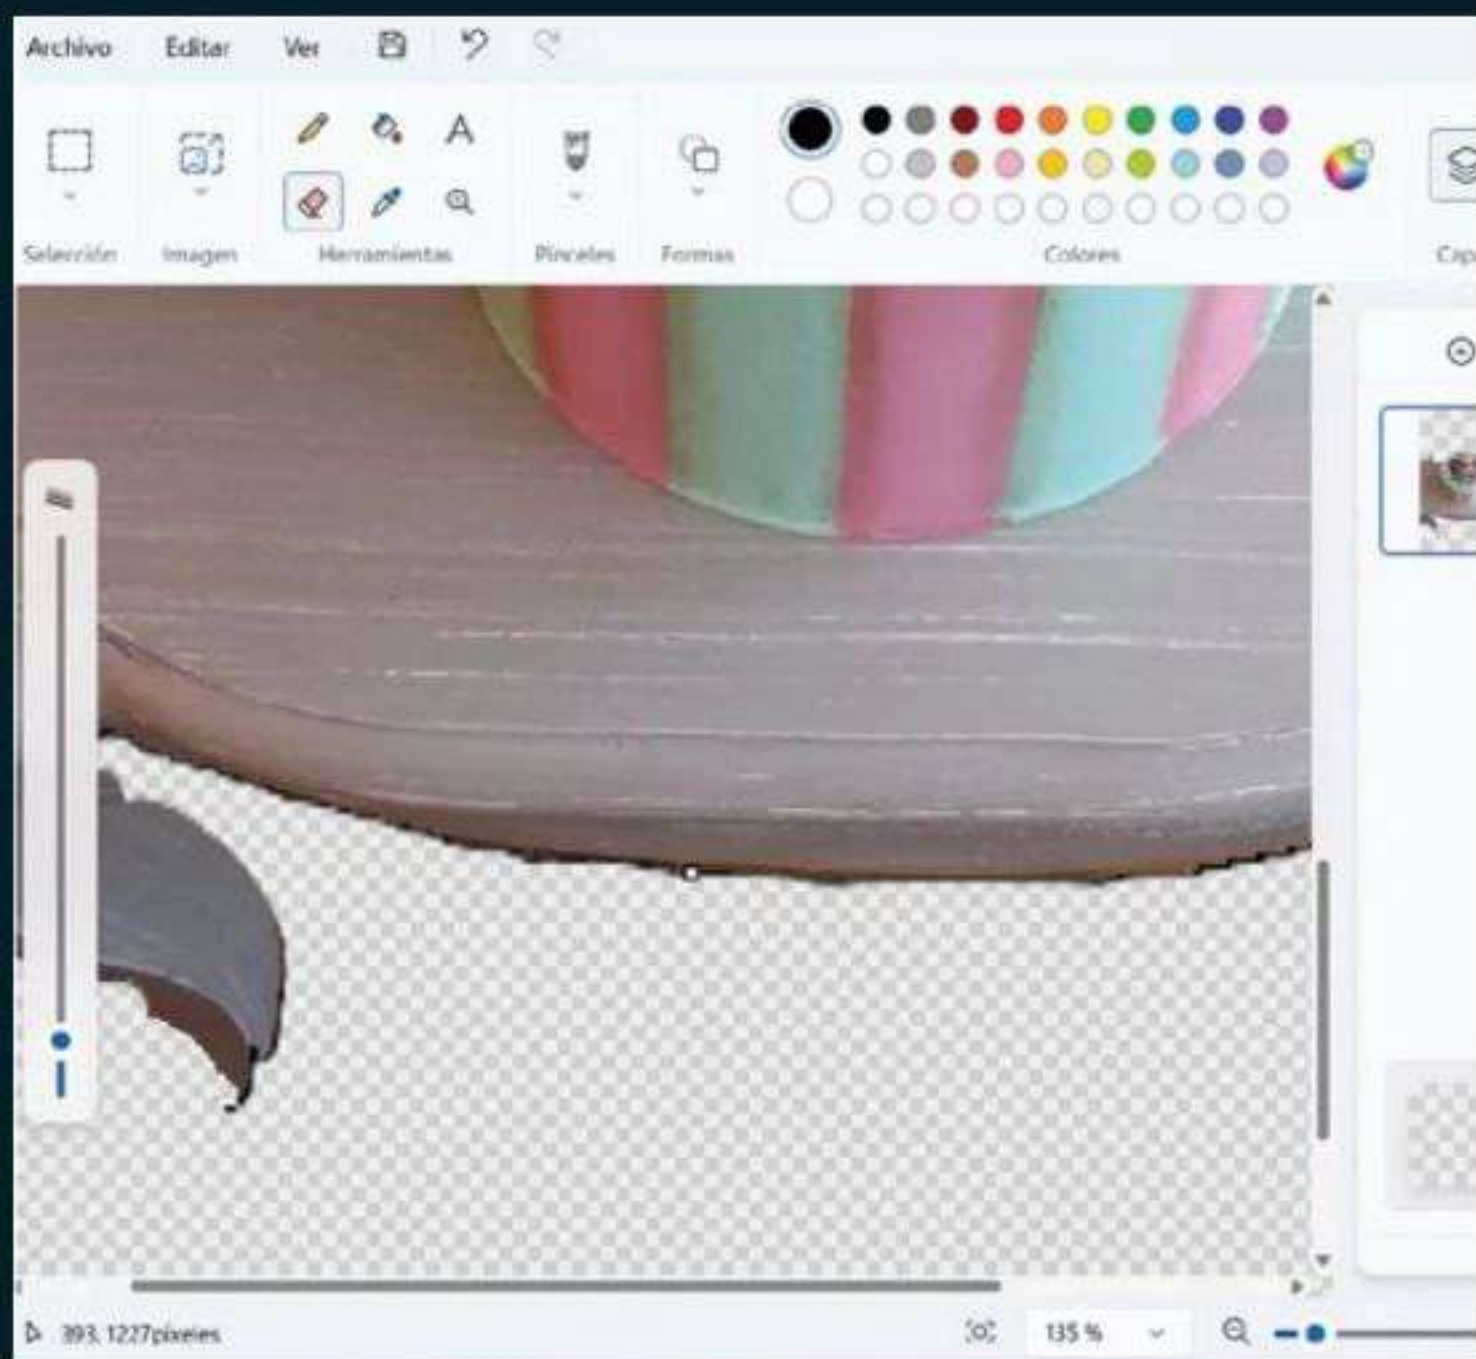 Archivo Editar Ver
A
Selección Imagen Herramientas Pinceles Formas Colores Cap
393, 1227píxeles 135 %